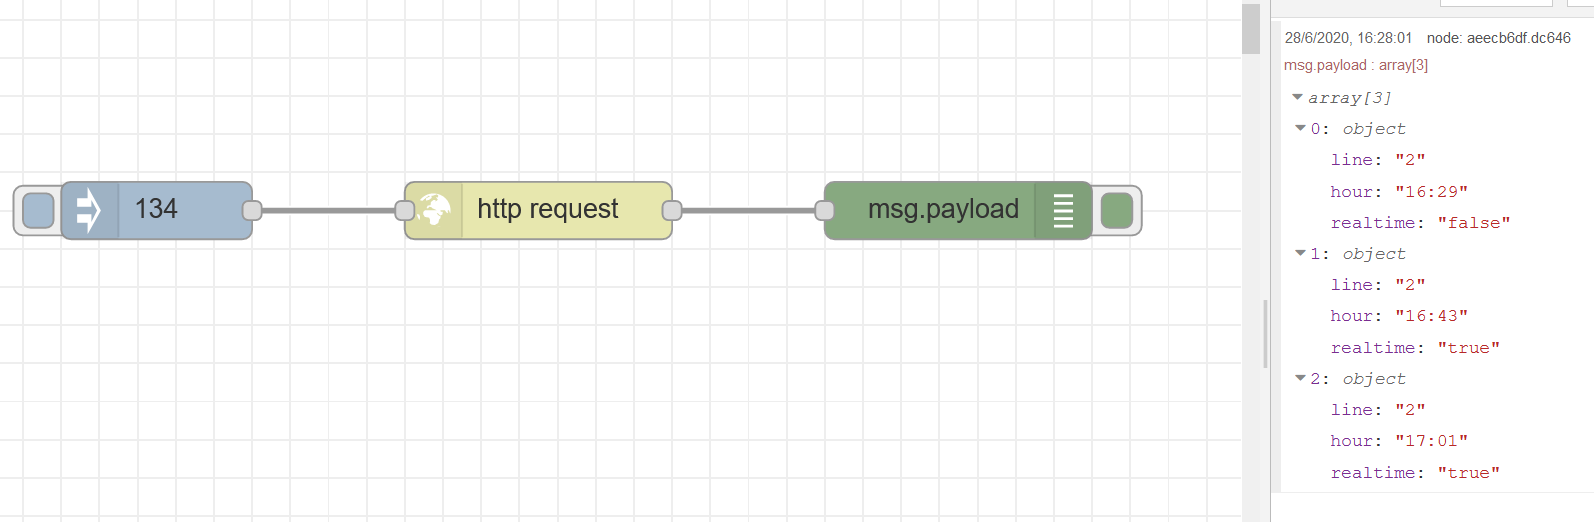 134
http request
msg.payload
28/6/2020, 16:28:01 node: aeecb6df.dc646
msg.payload : array[3]
array[3]
0: object
line: "2"
hour: "16:29"
realtime: "false"
1: object
line: "2"
hour: "16:43"
realtime: "true"
2: object
line: "2"
hour: "17:01"
realtime: "true"